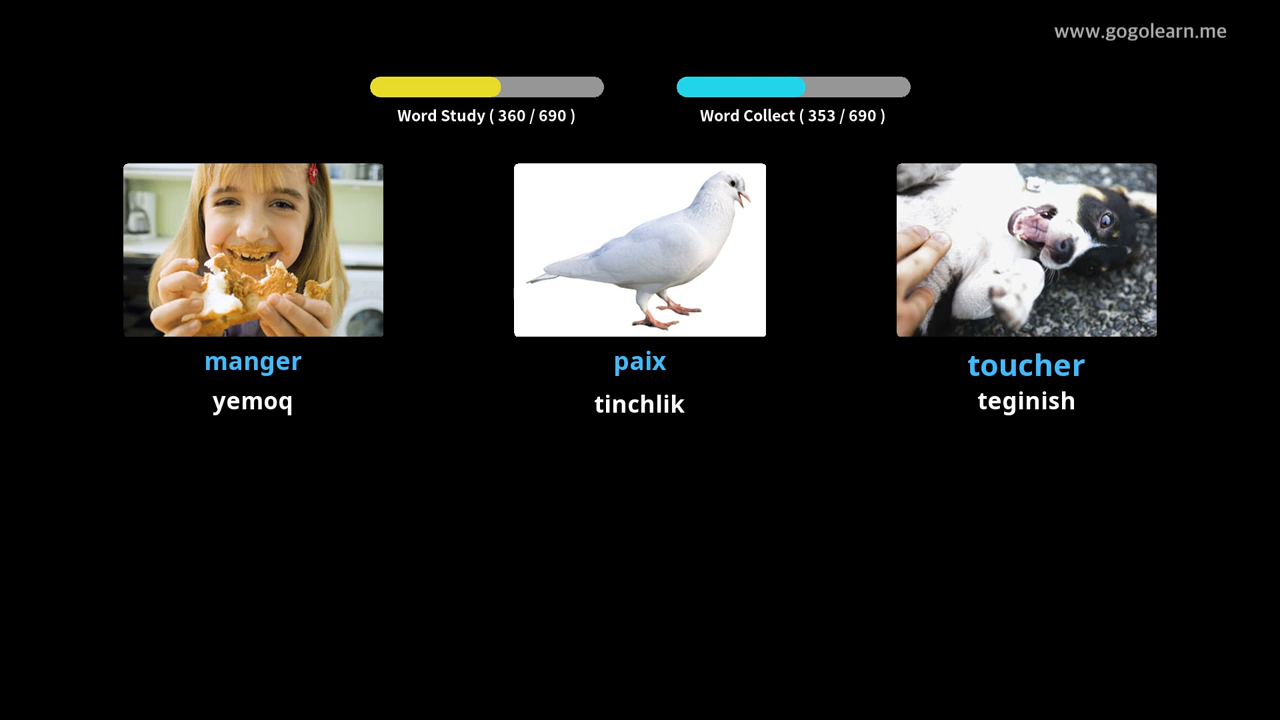 www.gogolearn.me
Word Study ( 360 / 690 )
Word Collect ( 353 / 690 )
manger
paix
toucher
yemoq
tinchlik
teginish